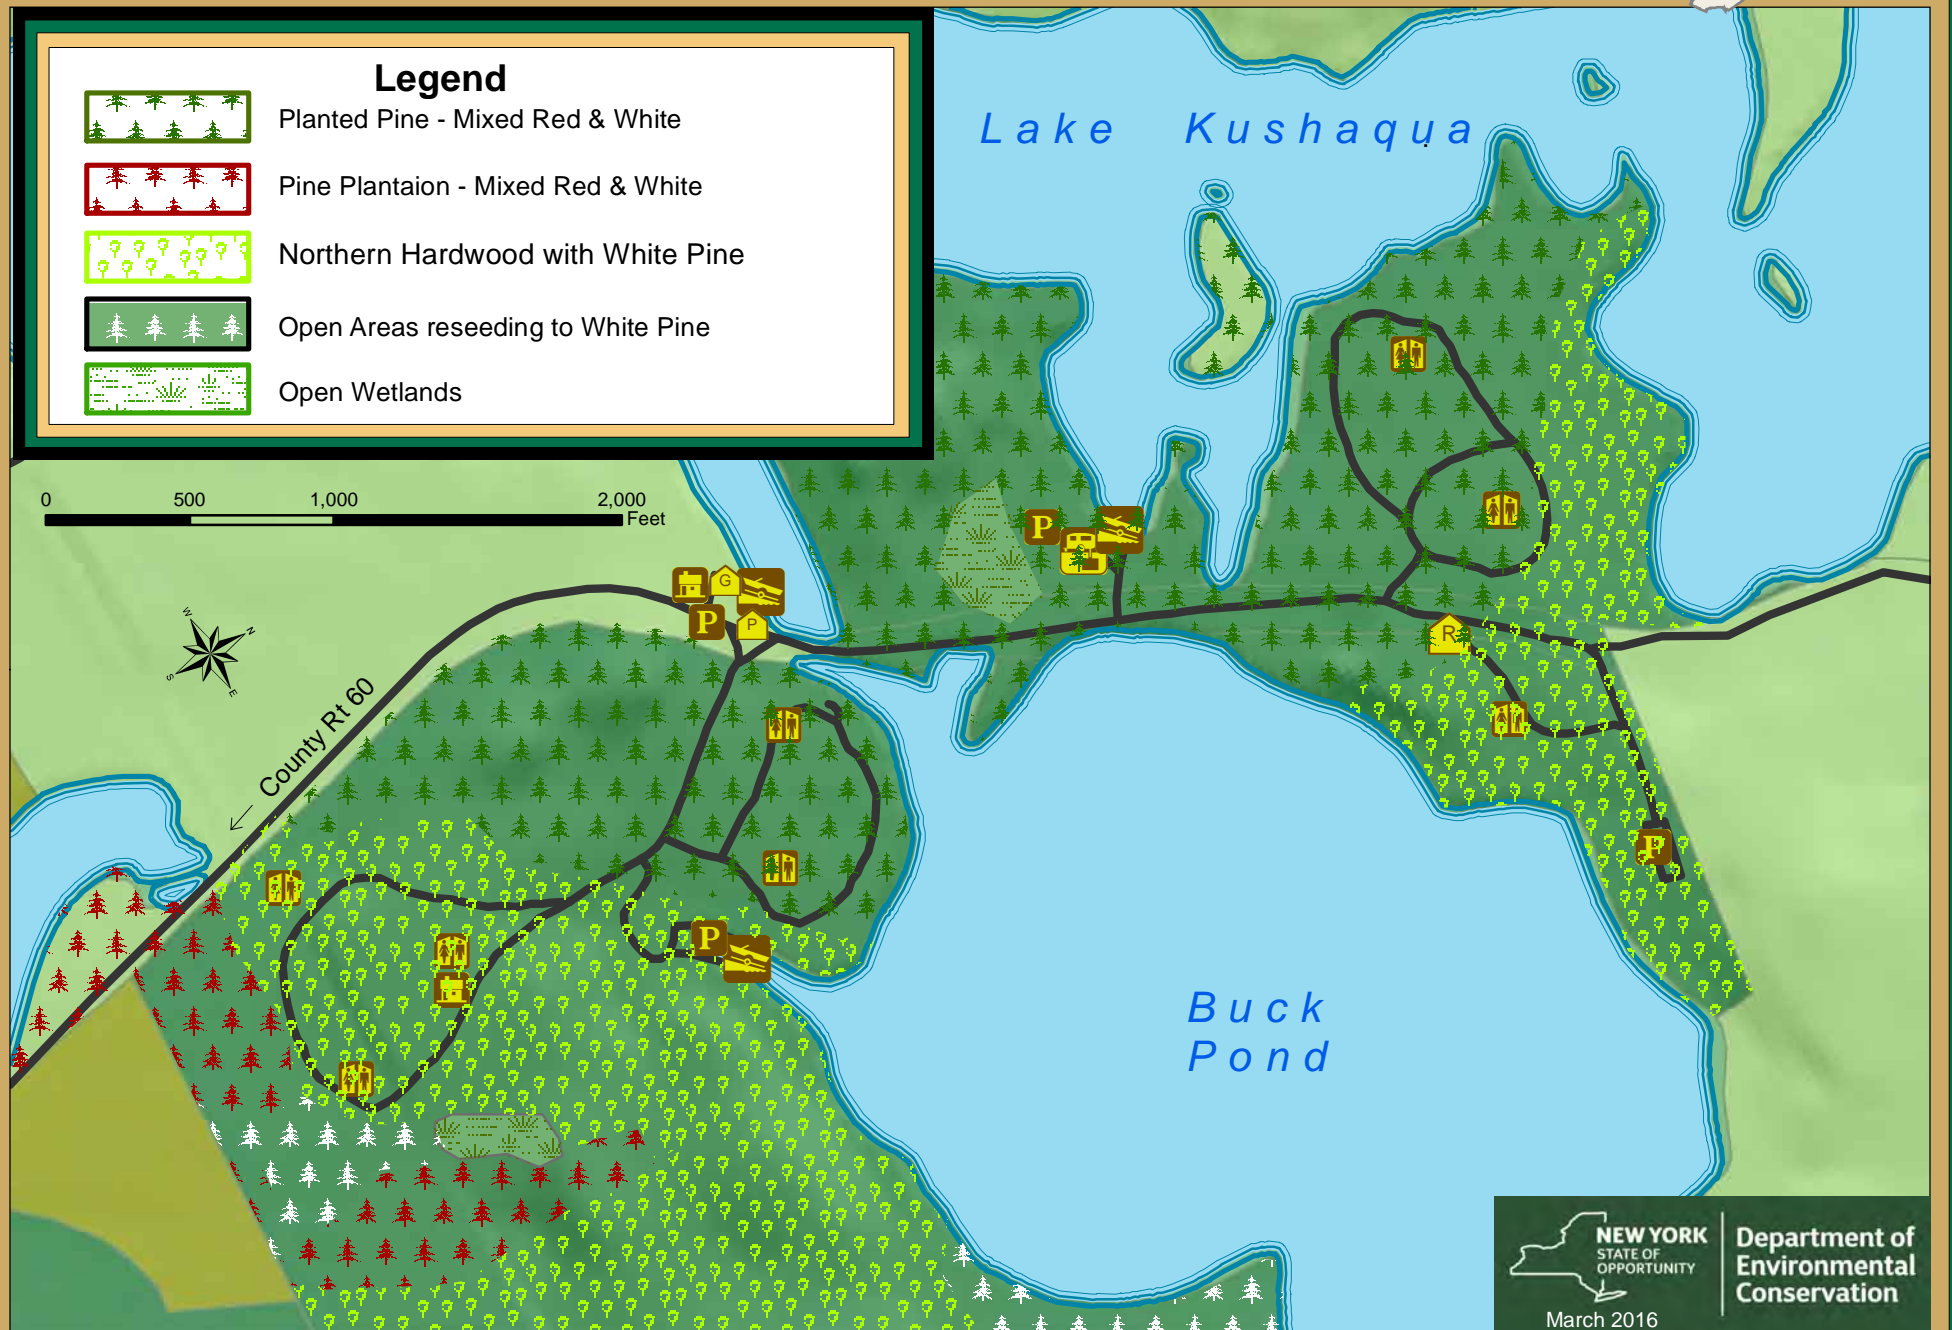 Legend
Planted Pine - Mixed Red & White
Pine Plantaion - Mixed Red & White
Northern Hardwood with White Pine
Open Areas reseeding to White Pine
Open Wetlands
Lake Kushaqua
0 500 1,000 2,000
Feet
P
G
P
P
R
W
N
S
E
County Rt 60
P
P
Buck
Pond
NEW YORK
STATE OF
OPPORTUNITY
Department of
Environmental
Conservation
March 2016